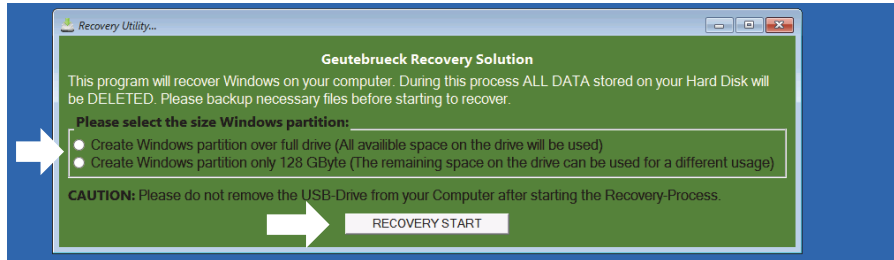 Recovery Utility...
Geutebrueck Recovery Solution
This program will recover Windows on your computer. During this process ALL DATA stored on your Hard Disk will
be DELETED. Please backup necessary files before starting to recover.
Please select the size Windows partition:
Create Windows partition over full drive (All availible space on the drive will be used)
Create Windows partition only 128 GByte (The remaining space on the drive can be used for a different usage)
CAUTION: Please do not remove the USB-Drive from your Computer after starting the Recovery-Process.
RECOVERY START